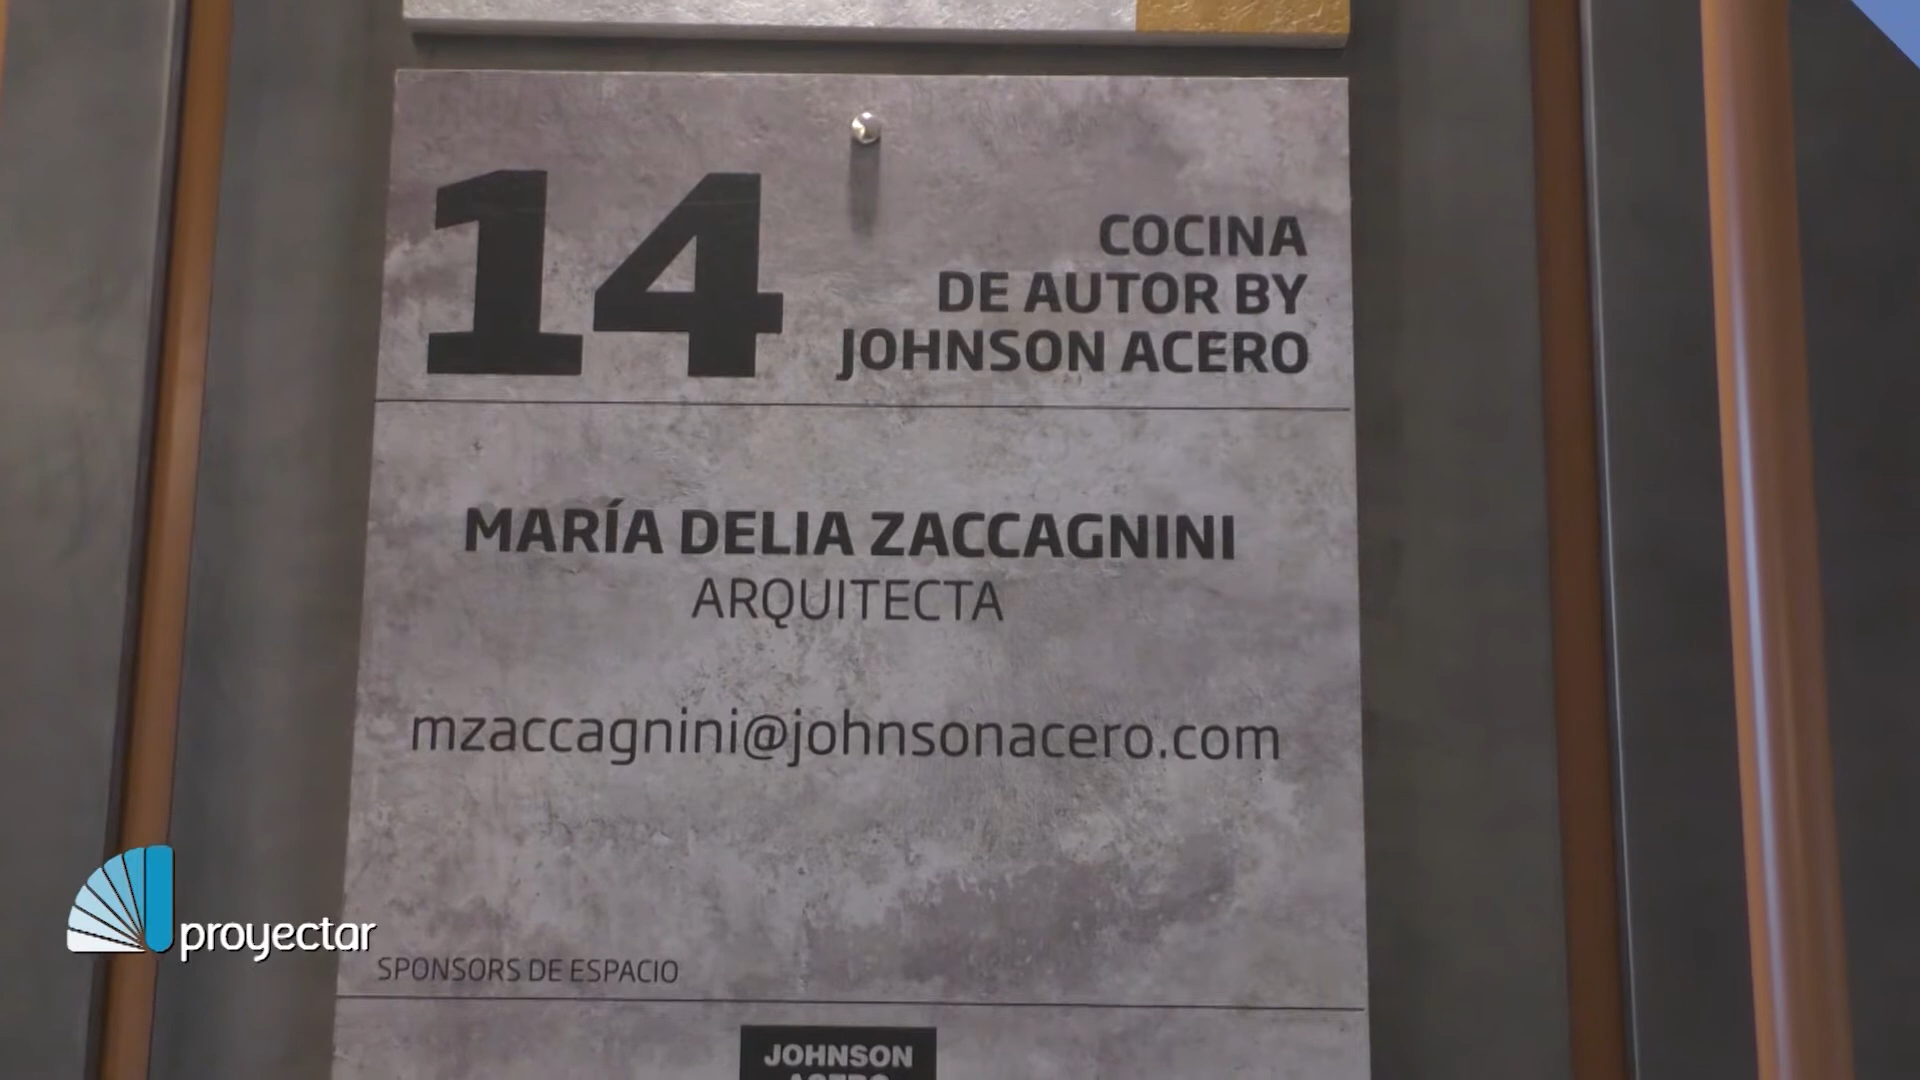 14
COCINA
DE AUTOR BY
JOHNSON ACERO
MARÍA DELIA ZACCAGNINI
ARQUITECTA
mzaccagnini@johnsonacero.com
SPONSORS DE ESPACIO
JOHNSON
ACERO
proyectar